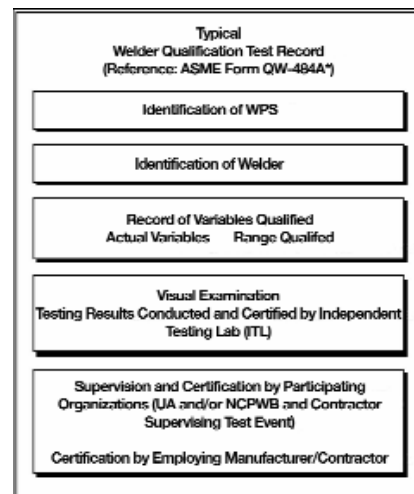 Typical
Welder Qualification Test Record
(Reference: ASME Form QW-484A*)
Identification of WPS
Identification of Welder
Record of Variables Qualified
Actual Variables Range Qualifed
Visual Examination
Testing Results Conducted and Certified by Independent
Testing Lab (ITL)
Supervision and Certification by Participating
Organizations (UA and/or NCPWB and Contractor
Supervising Test Event)
Certification by Employing Manufacturer/Contractor